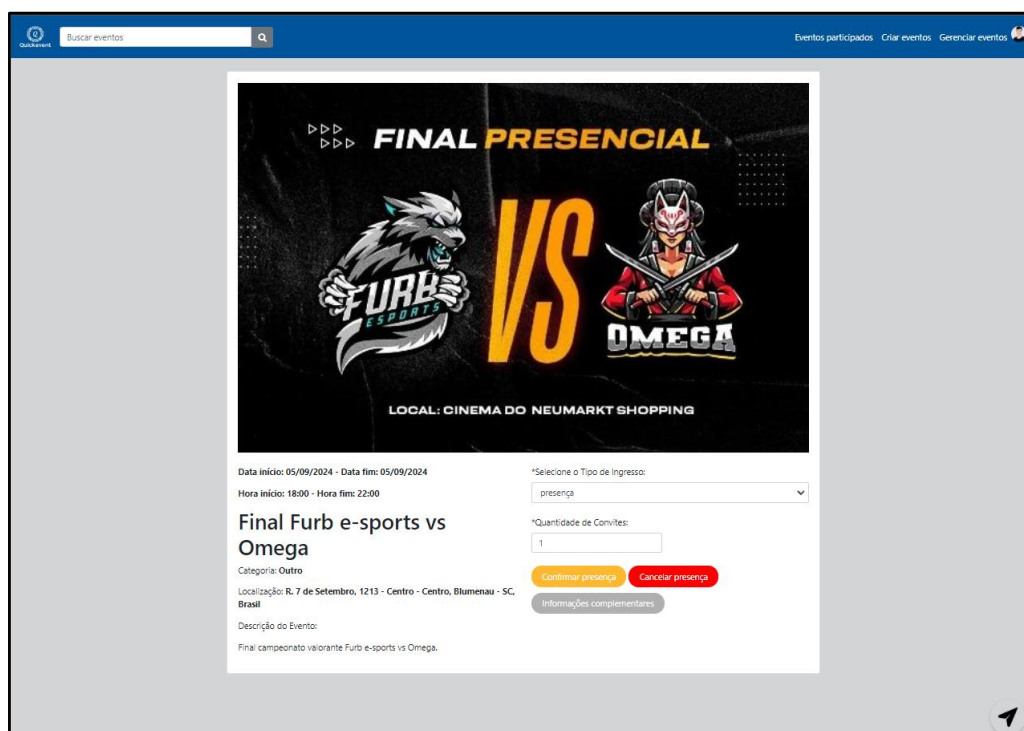 Quickevent
Buscar eventos
Eventos participados Criar eventos Gerenciar eventos
FINAL PRESENCIAL
VS
FURB
ESPORTS
OMEGA
LOCAL: CINEMA DO NEUMARKT SHOPPING
Data início: 05/09/2024 - Data fim: 05/09/2024
Hora início: 18:00 - Hora fim: 22:00
Final Furb e-sports vs
Omega
Categoria: Outro
Localização: R. 7 de Setembro, 1213 - Centro - Centro, Blumenau - SC,
Brasil
Descrição do Evento:
Final campeonato valorante Furb e-sports vs Omega.
*Selecione o Tipo de Ingresso:
presença
*Quantidade de Convites:
1
Confirmar presença Cancelar presença
Informações complementares